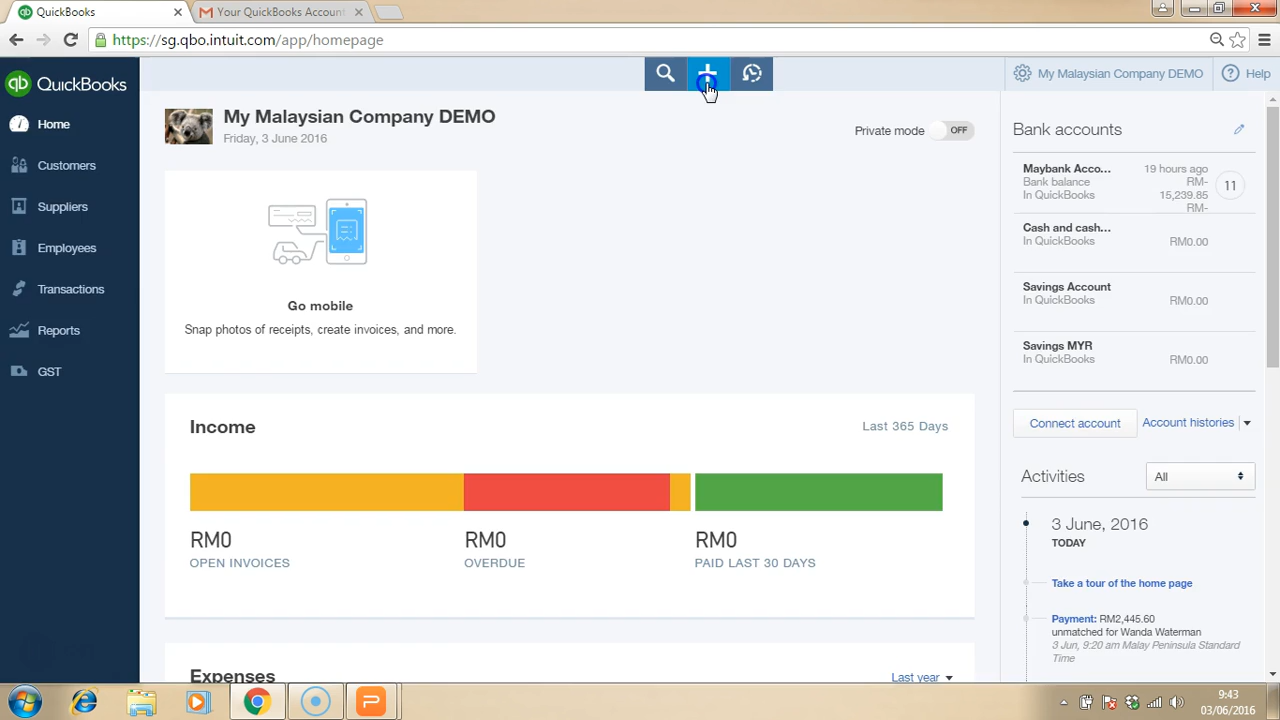 QuickBooks
Your QuickBooks Account
https://sg.qbo.intuit.com/app/homepage
qb QuickBooks
My Malaysian Company DEMO
Help
Home
Customers
Suppliers
Employees
Transactions
Reports
GST
My Malaysian Company DEMO
Friday, 3 June 2016
Private mode OFF
Go mobile
Snap photos of receipts, create invoices, and more.
Income
Last 365 Days
RM0
OPEN INVOICES
RM0
OVERDUE
RM0
PAID LAST 30 DAYS
Expenses
Last year
Bank accounts
Maybank Acco... 19 hours ago
Bank balance RM-
In QuickBooks 15,239.85
RM-
11
Cash and cash...
In QuickBooks RM0.00
Savings Account
In QuickBooks RM0.00
Savings MYR
In QuickBooks RM0.00
Connect account
Account histories
Activities
All
3 June, 2016
TODAY
Take a tour of the home page
Payment: RM2,445.60
unmatched for Wanda Waterman
3 Jun, 9:20 am Malay Peninsula Standard
Time
P
9:43
03/06/2016